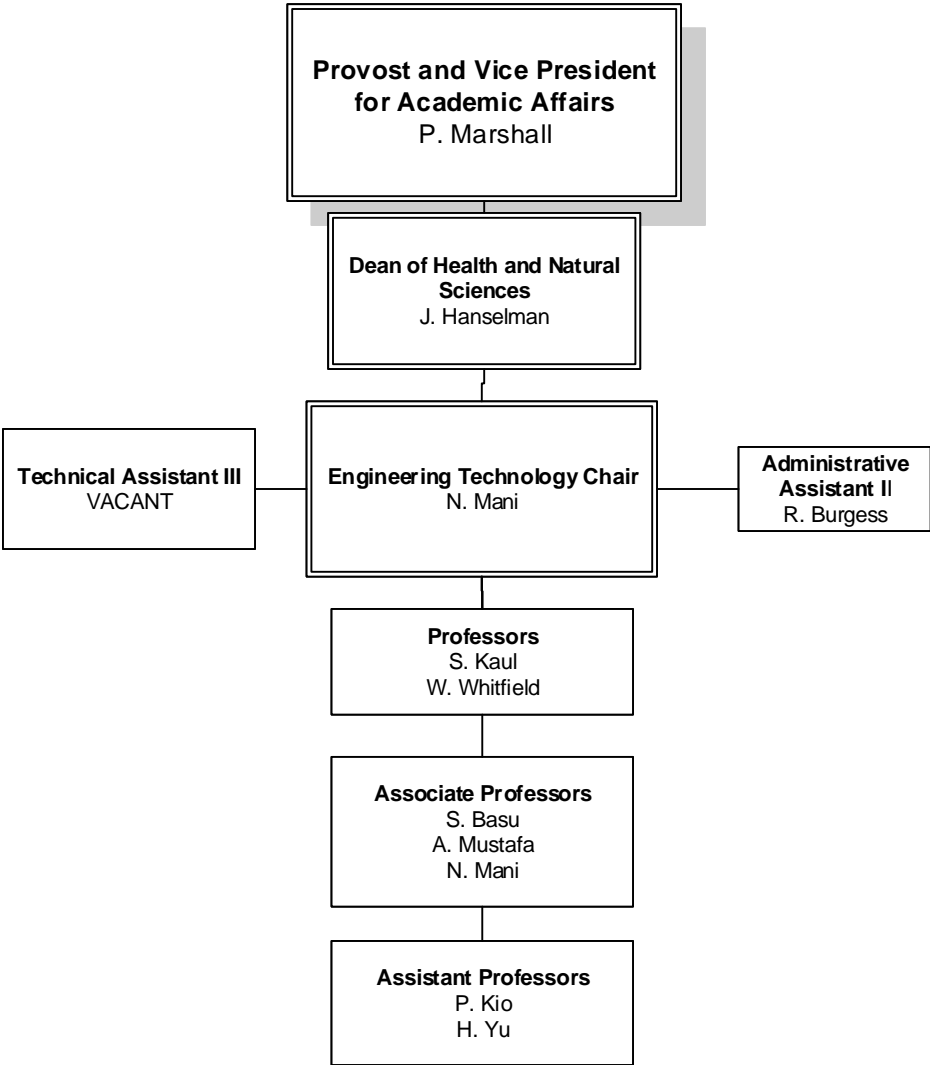 Provost and Vice President
for Academic Affairs
P. Marshall
Dean of Health and Natural
Sciences
J. Hanselman
Technical Assistant III
VACANT
Engineering Technology Chair
N. Mani
Administrative
Assistant II
R. Burgess
Professors
S. Kaul
W. Whitfield
Associate Professors
S. Basu
A. Mustafa
N. Mani
Assistant Professors
P. Kio
H. Yu